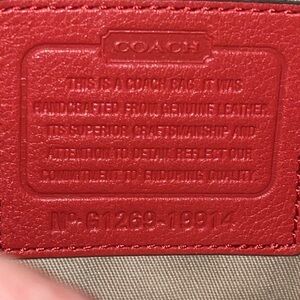 COACH
THIS IS A COACH BAG. IT WAS
HANDCRAFTED FROM GENUINE LEATHER.
ITS SUPERIOR CRAFTSMANSHIP AND
ATTENTION TO DETAIL REFLECT OUR
COMMITMENT TO ENDURING QUALITY.
Nº G1269-19914